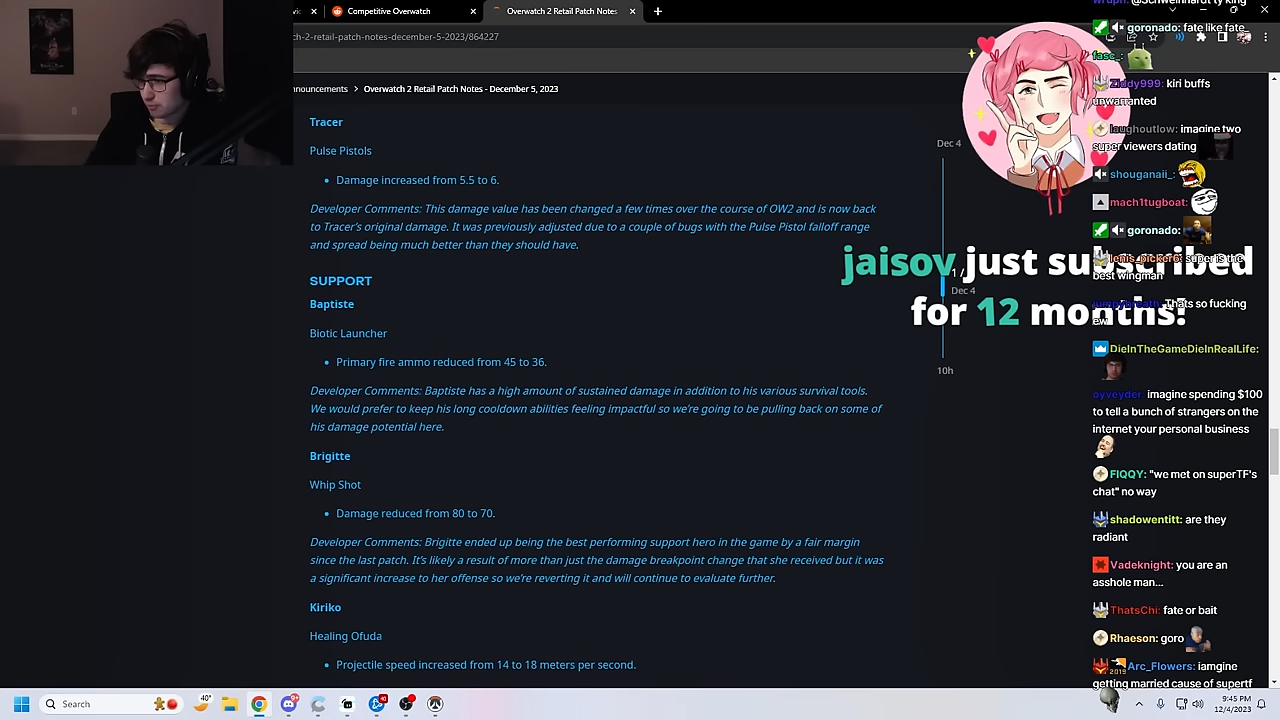 Competitive Overwatch
Overwatch 2 Retail Patch Notes
ch-2-retail-patch-notes-december-5-2023/864227
nnouncements > Overwatch 2 Retail Patch Notes - December 5, 2023
Tracer
Pulse Pistols
Damage increased from 5.5 to 6.
Developer Comments: This damage value has been changed a few times over the course of OW2 and is now back
to Tracer's original damage. It was previously adjusted due to a couple of bugs with the Pulse Pistol falloff range
and spread being much better than they should have.
SUPPORT
Baptiste
Biotic Launcher
Primary fire ammo reduced from 45 to 36.
Developer Comments: Baptiste has a high amount of sustained damage in addition to his various survival tools.
We would prefer to keep his long cooldown abilities feeling impactful so we're going to be pulling back on some of
his damage potential here.
Brigitte
Whip Shot
Damage reduced from 80 to 70.
Developer Comments: Brigitte ended up being the best performing support hero in the game by a fair margin
since the last patch. It's likely a result of more than just the damage breakpoint change that she received but it was
a significant increase to her offense so we're reverting it and will continue to evaluate further.
Kiriko
Healing Ofuda
Projectile speed increased from 14 to 18 meters per second.
Dec 4
1 /
Dec 4
10h
jaisov just subscribed
for 12 months!
@Schweinhardt ty king
goronado: fate like fate
fasc_:
Ziddy999: kiri buffs
unwarranted
laughoutlow: imagine two
super viewers dating
shouganaii_:
mach1tugboat:
goronado:
super is the
best wingman
jumpybreath: Thats so fucking
ew
DieInTheGameDieInRealLife:
oyveyder: imagine spending $100
to tell a bunch of strangers on the
internet your personal business
FIQQY: "we met on superTF's
chat" no way
shadowentitt: are they
radiant
Vadeknight: you are an
asshole man...
ThatsChi: fate or bait
Rhaeson: goro
Arc_Flowers: iamgine
getting married cause of supertf
Search
40°
9:45 PM
12/4/2023